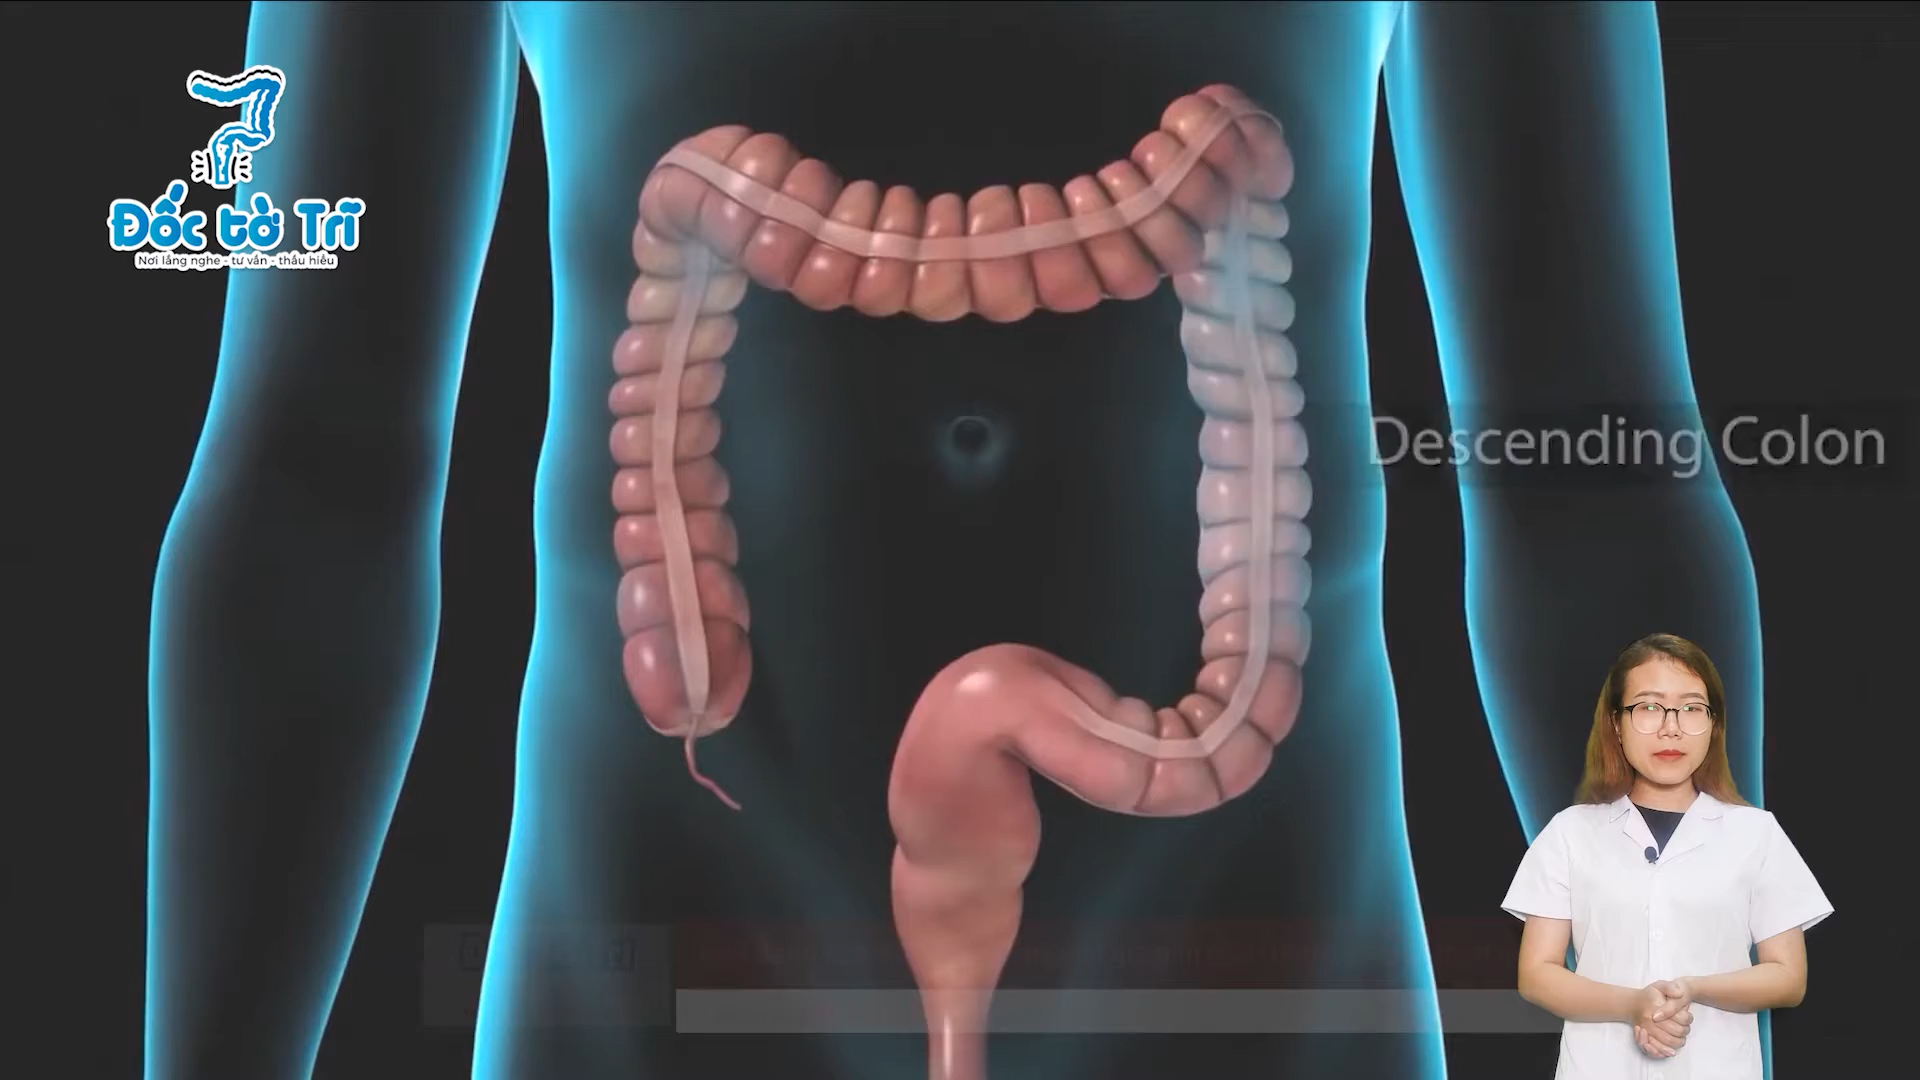 Đốc tờ Trĩ
Nơi lắng nghe - tư vấn - thấu hiểu
Descending Colon